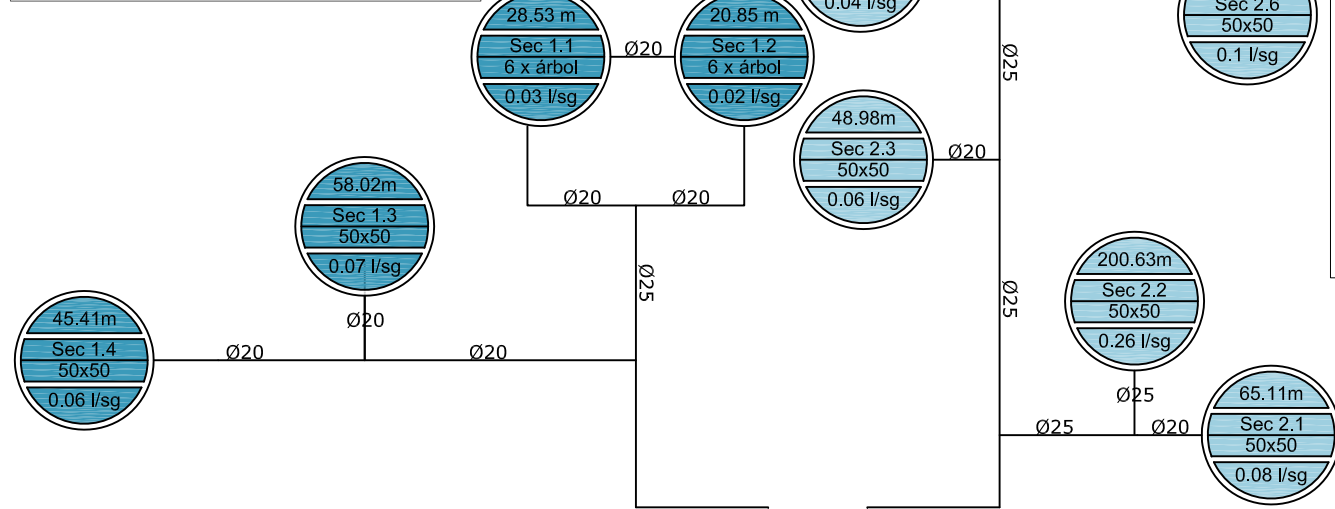 28.53 m
Sec 1.1
6 x árbol
0.03 l/sg
Ø20
20.85 m
Sec 1.2
6 x árbol
0.02 l/sg
0.04 l/sg
Ø25
Sec 2.6
50x50
0.1 l/sg
48.98m
Sec 2.3
50x50
0.06 l/sg
Ø20
58.02m
Sec 1.3
50x50
0.07 l/sg
Ø20
Ø20
Ø20
Ø25
Ø25
200.63m
Sec 2.2
50x50
0.26 l/sg
Ø25
45.41m
Sec 1.4
50x50
0.06 l/sg
Ø20
Ø20
65.11m
Sec 2.1
50x50
0.08 l/sg
Ø25
Ø20